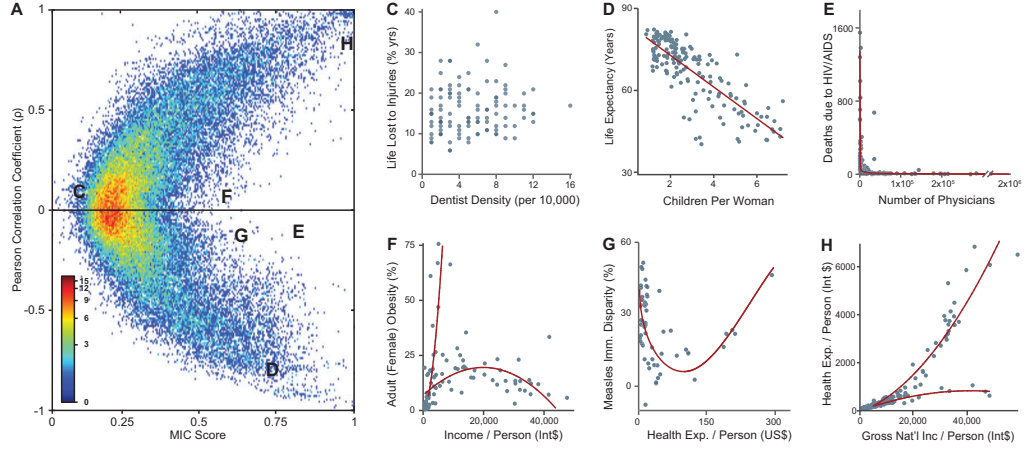 A
1
0.5
0
-0.5
-1
Pearson Correlation Coefficient (ρ)
0
0.25
0.5
0.75
1
MIC Score
C
D
E
F
G
H
15
12
9
6
3
0
C
40
30
20
10
0
Life Lost to Injuries (% yrs)
0
4
8
12
16
Dentist Density (per 10,000)
D
90
60
30
Life Expectancy (Years)
2
4
6
Children Per Woman
E
1600
800
0
Deaths due to HIV/AIDS
0
1x10⁵
2x10⁵
2x10⁶
Number of Physicians
F
75
50
25
0
Adult (Female) Obesity (%)
0
20,000
40,000
Income / Person (Int$)
G
60
30
0
Measles Imm. Disparity (%)
0
150
300
Health Exp. / Person (US$)
H
6000
4000
2000
0
Health Exp. / Person (Int $)
0
20,000
40,000
Gross Nat'l Inc / Person (Int$)